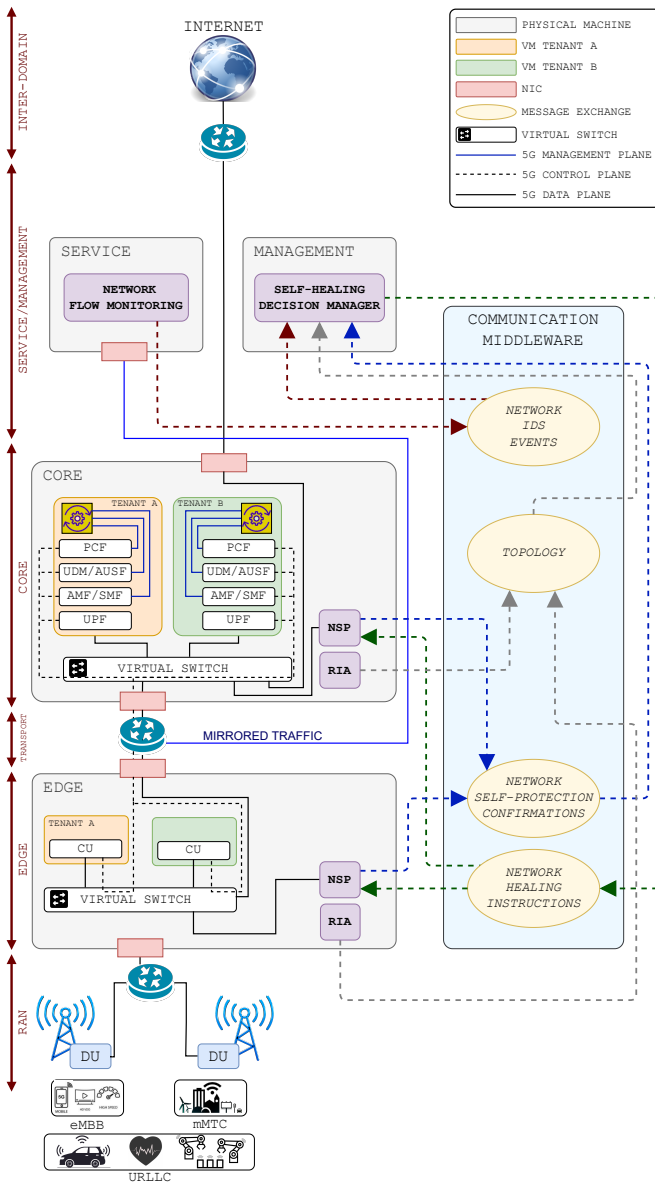 INTERNET
INTER-DOMAIN
PHYSICAL MACHINE
VM TENANT A
VM TENANT B
NIC
MESSAGE EXCHANGE
VIRTUAL SWITCH
5G MANAGEMENT PLANE
5G CONTROL PLANE
5G DATA PLANE
SERVICE/MANAGEMENT
SERVICE
NETWORK
FLOW MONITORING
MANAGEMENT
SELF-HEALING
DECISION MANAGER
COMMUNICATION
MIDDLEWARE
NETWORK
IDS
EVENTS
TOPOLOGY
NETWORK
SELF-PROTECTION
CONFIRMATIONS
NETWORK
HEALING
INSTRUCTIONS
CORE
CORE
TENANT A
PCF
UDM/AUSF
AMF/SMF
UPF
TENANT B
PCF
UDM/AUSF
AMF/SMF
UPF
VIRTUAL SWITCH
NSP
RIA
TRANSPORT
MIRRORED TRAFFIC
EDGE
EDGE
TENANT A
CU
CU
VIRTUAL SWITCH
NSP
RIA
RAN
DU
DU
5G
MOBILE
HIGH SPEED
eMBB
mMTC
URLLC